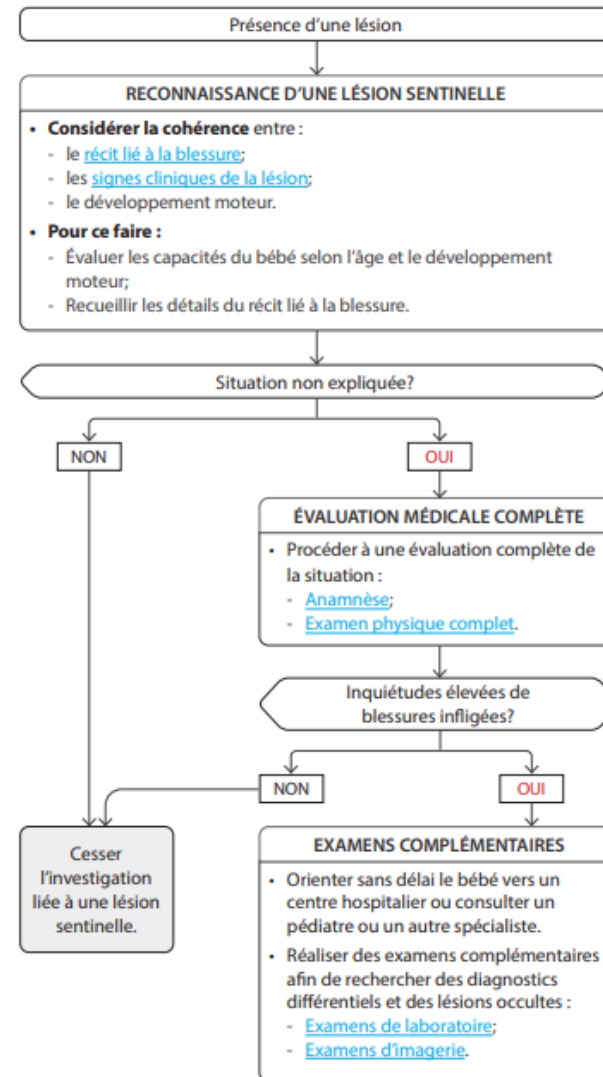 Présence d'une lésion
RECONNAISSANCE D'UNE LÉSION SENTINELLE
• Considérer la cohérence entre :
- le récit lié à la blessure;
- les signes cliniques de la lésion;
- le développement moteur.
• Pour ce faire :
- Évaluer les capacités du bébé selon l'âge et le développement
moteur;
- Recueillir les détails du récit lié à la blessure.
Situation non expliquée?
NON
OUI
ÉVALUATION MÉDICALE COMPLÈTE
• Procéder à une évaluation complète de
la situation :
- Anamnèse;
- Examen physique complet.
Inquiétudes élevées de
blessures infligées?
NON
OUI
Cesser
l'investigation
liée à une lésion
sentinelle.
EXAMENS COMPLÉMENTAIRES
• Orienter sans délai le bébé vers un
centre hospitalier ou consulter un
pédiatre ou un autre spécialiste.
• Réaliser des examens complémentaires
afin de rechercher des diagnostics
différentiels et des lésions occultes :
- Examens de laboratoire;
- Examens d'imagerie.